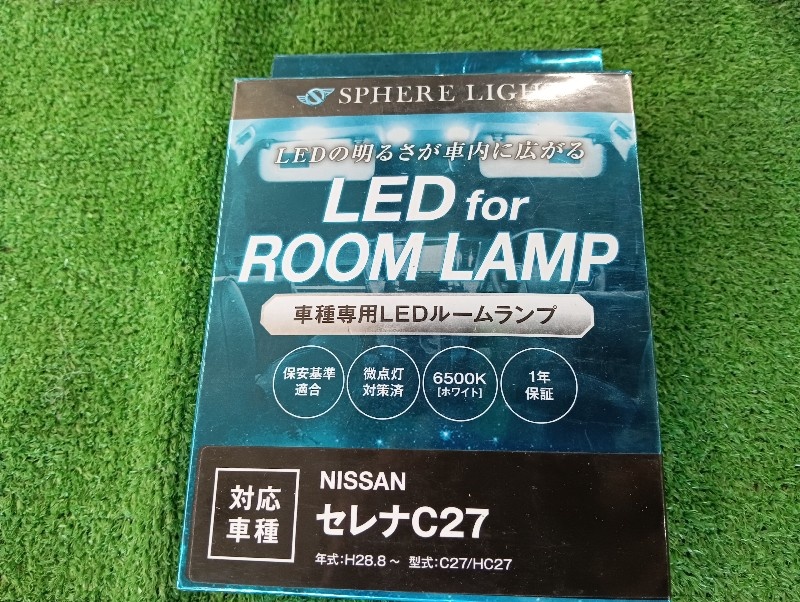 SPHERE LIGH
LEDの明るさが車内に広がる
LED for
ROOM LAMP
車種専用LEDルームランプ
保安基準
適合
微点灯
対策済
6500K
[ホワイト]
1年
保証
対応
車種
NISSAN
セレナC27
年式:H28.8～ 型式:C27/HC27